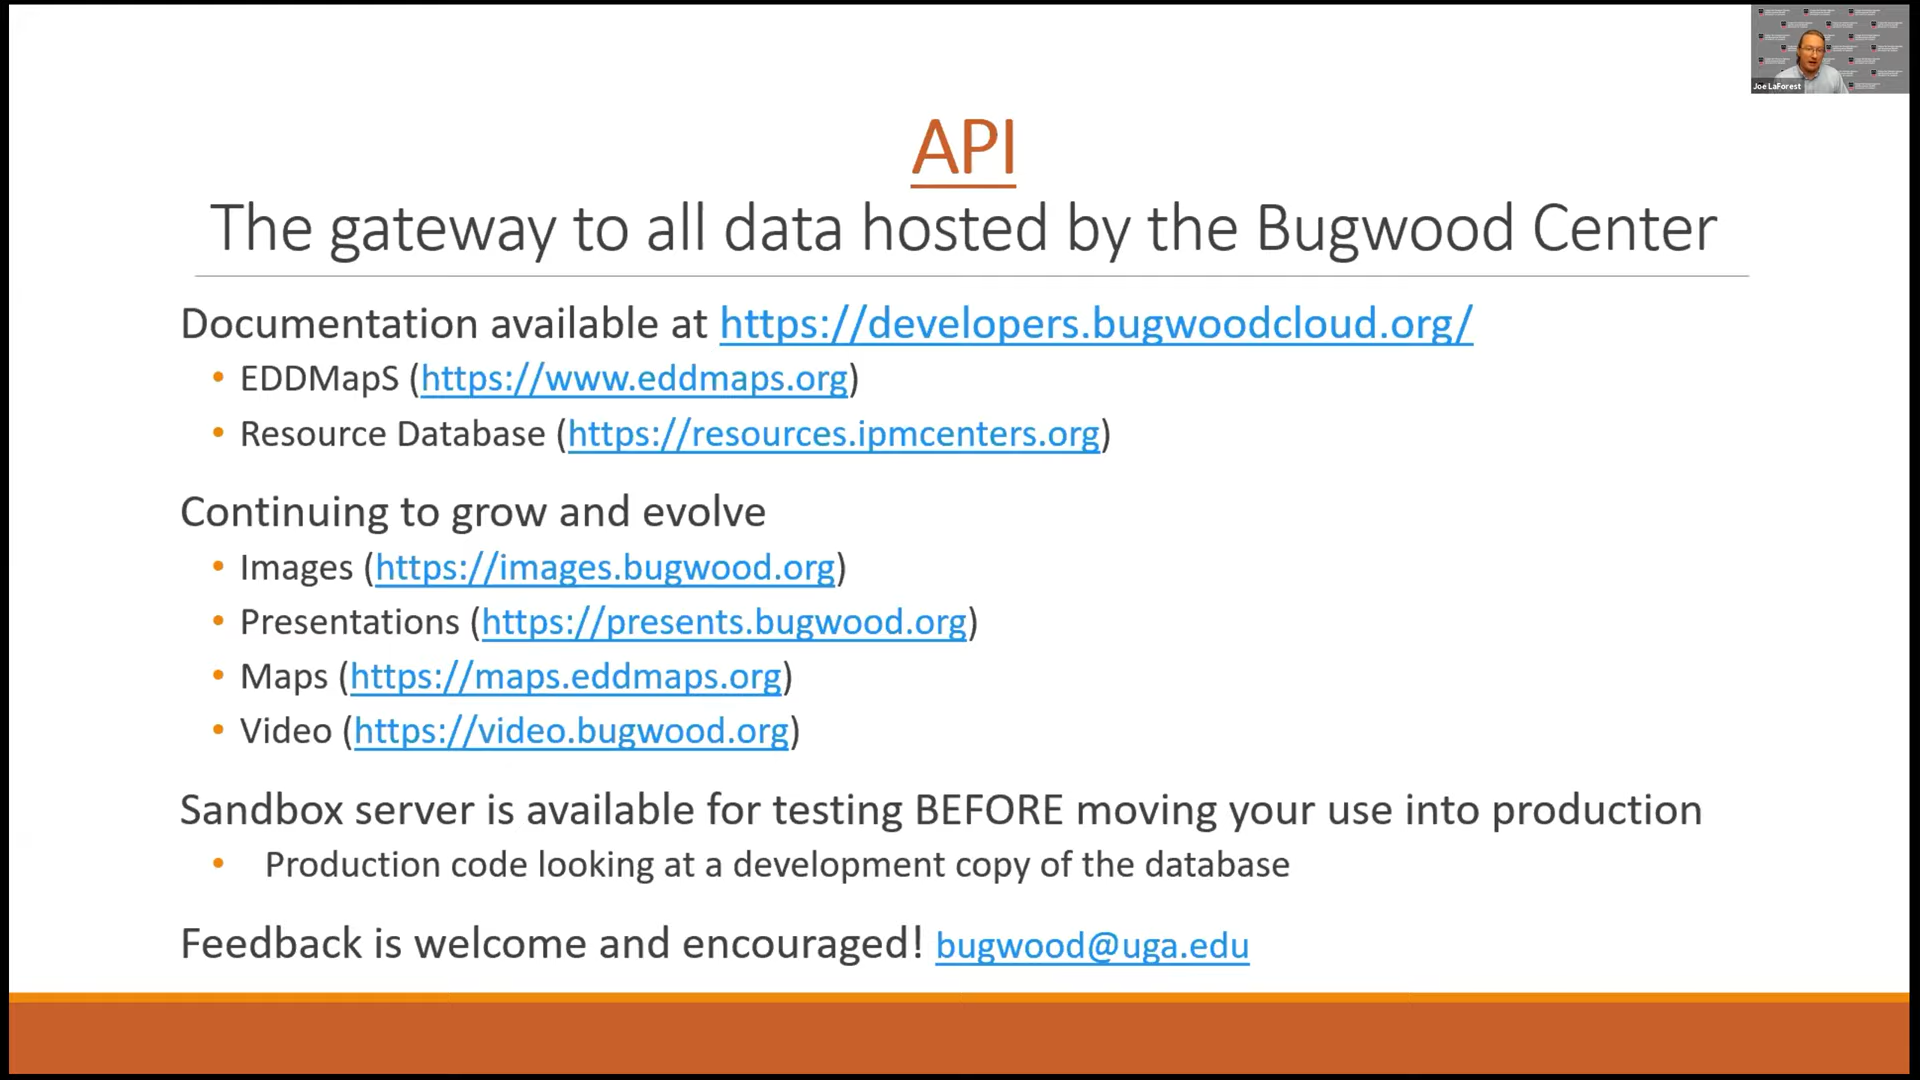 Joe LaForest
API
The gateway to all data hosted by the Bugwood Center
Documentation available at https://developers.bugwoodcloud.org/
• EDDMapS (https://www.eddmaps.org)
• Resource Database (https://resources.ipmcenters.org)
Continuing to grow and evolve
• Images (https://images.bugwood.org)
• Presentations (https://presents.bugwood.org)
• Maps (https://maps.eddmaps.org)
• Video (https://video.bugwood.org)
Sandbox server is available for testing BEFORE moving your use into production
• Production code looking at a development copy of the database
Feedback is welcome and encouraged! bugwood@uga.edu